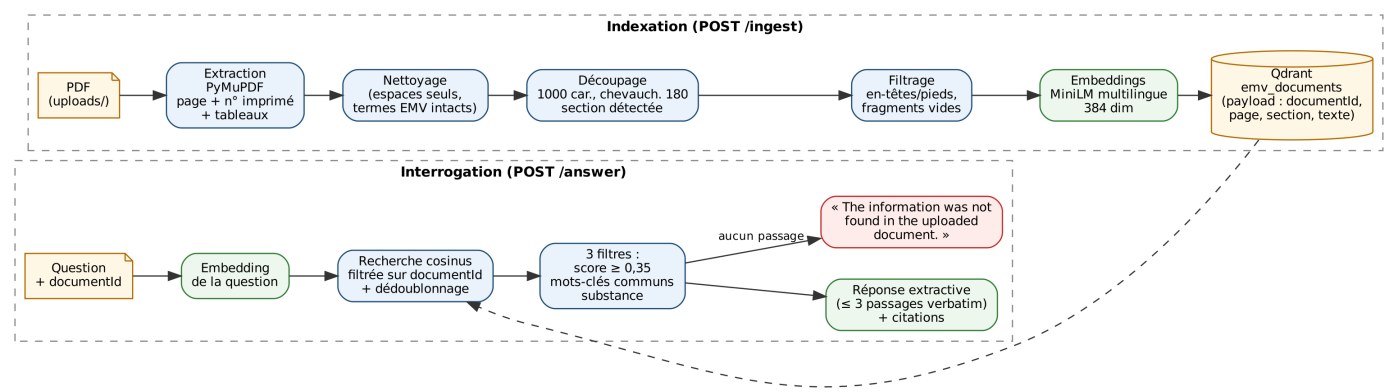 Indexation (POST /ingest)
PDF
(uploads/)
Extraction
PyMuPDF
page + n° imprimé
+ tableaux
Nettoyage
(espaces seuls,
termes EMV intacts)
Découpage
1000 car., chevauch. 180
section détectée
Filtrage
en-têtes/pieds,
fragments vides
Embeddings
MiniLM multilingue
384 dim
Qdrant
emv_documents
(payload : documentId,
page, section, texte)
Interrogation (POST /answer)
Question
+ documentId
Embedding
de la question
Recherche cosinus
filtrée sur documentId
+ dédoublonnage
3 filtres :
score ≥ 0,35
mots-clés communs
substance
aucun passage
« The information was not
found in the uploaded
document. »
Réponse extractive
(≤ 3 passages verbatim)
+ citations